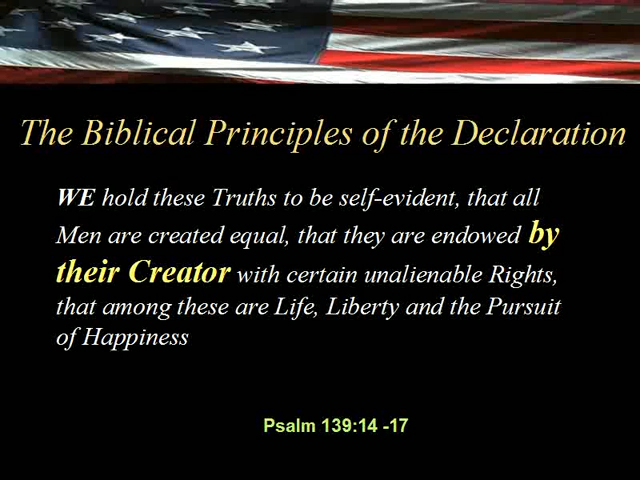 The Biblical Principles of the Declaration
WE hold these Truths to be self-evident, that all
Men are created equal, that they are endowed by
their Creator with certain unalienable Rights,
that among these are Life, Liberty and the Pursuit
of Happiness
Psalm 139:14 -17